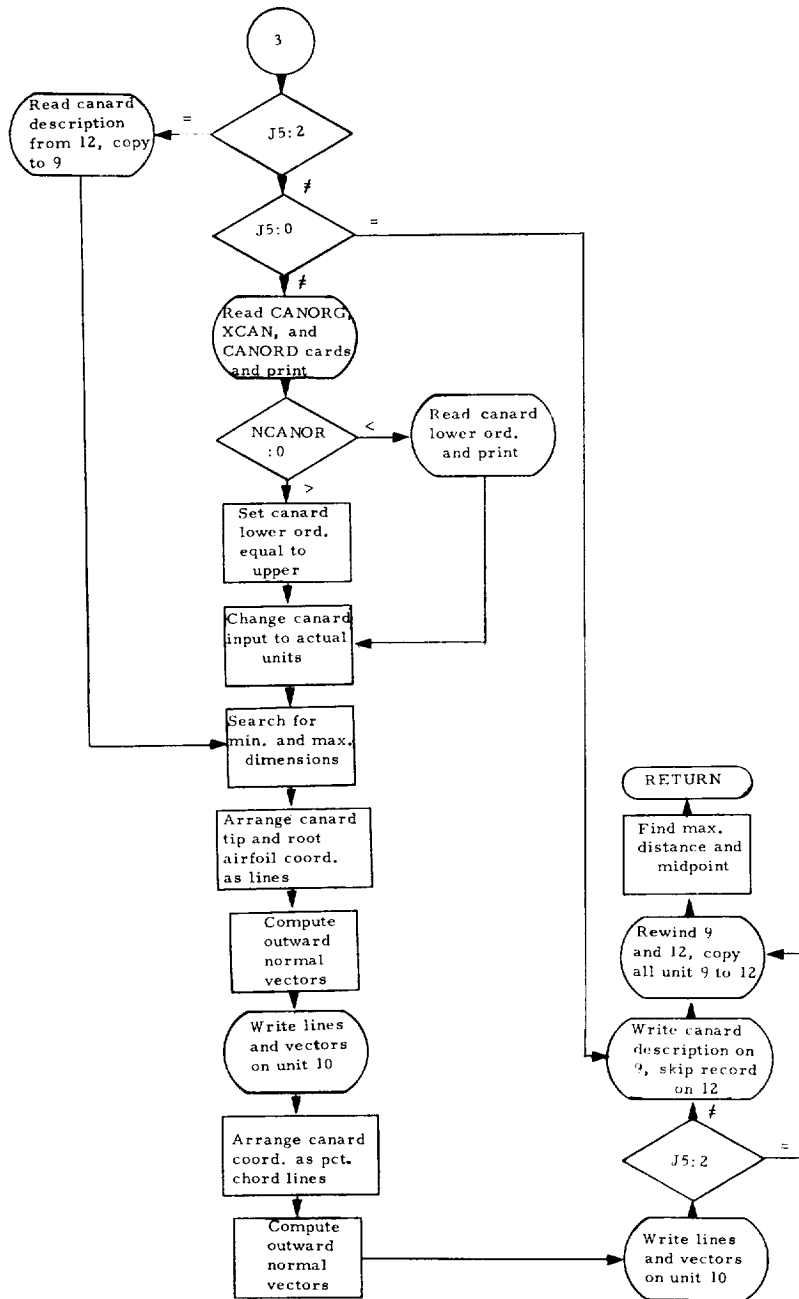 3
J5:2
=
≠
Read canard
description
from 12, copy
to 9
J5:0
=
≠
Read CANORG,
XCAN, and
CANORD cards
and print
NCANOR
:0
<
>
Read canard
lower ord.
and print
Set canard
lower ord.
equal to
upper
Change canard
input to actual
units
Search for
min. and max.
dimensions
Arrange canard
tip and root
airfoil coord.
as lines
Compute
outward
normal
vectors
Write lines
and vectors
on unit 10
Arrange canard
coord. as pct.
chord lines
Compute
outward
normal
vectors
Write lines
and vectors
on unit 10
J5:2
=
≠
Write canard
description on
9, skip record
on 12
Rewind 9
and 12, copy
all unit 9 to 12
Find max.
distance and
midpoint
RETURN